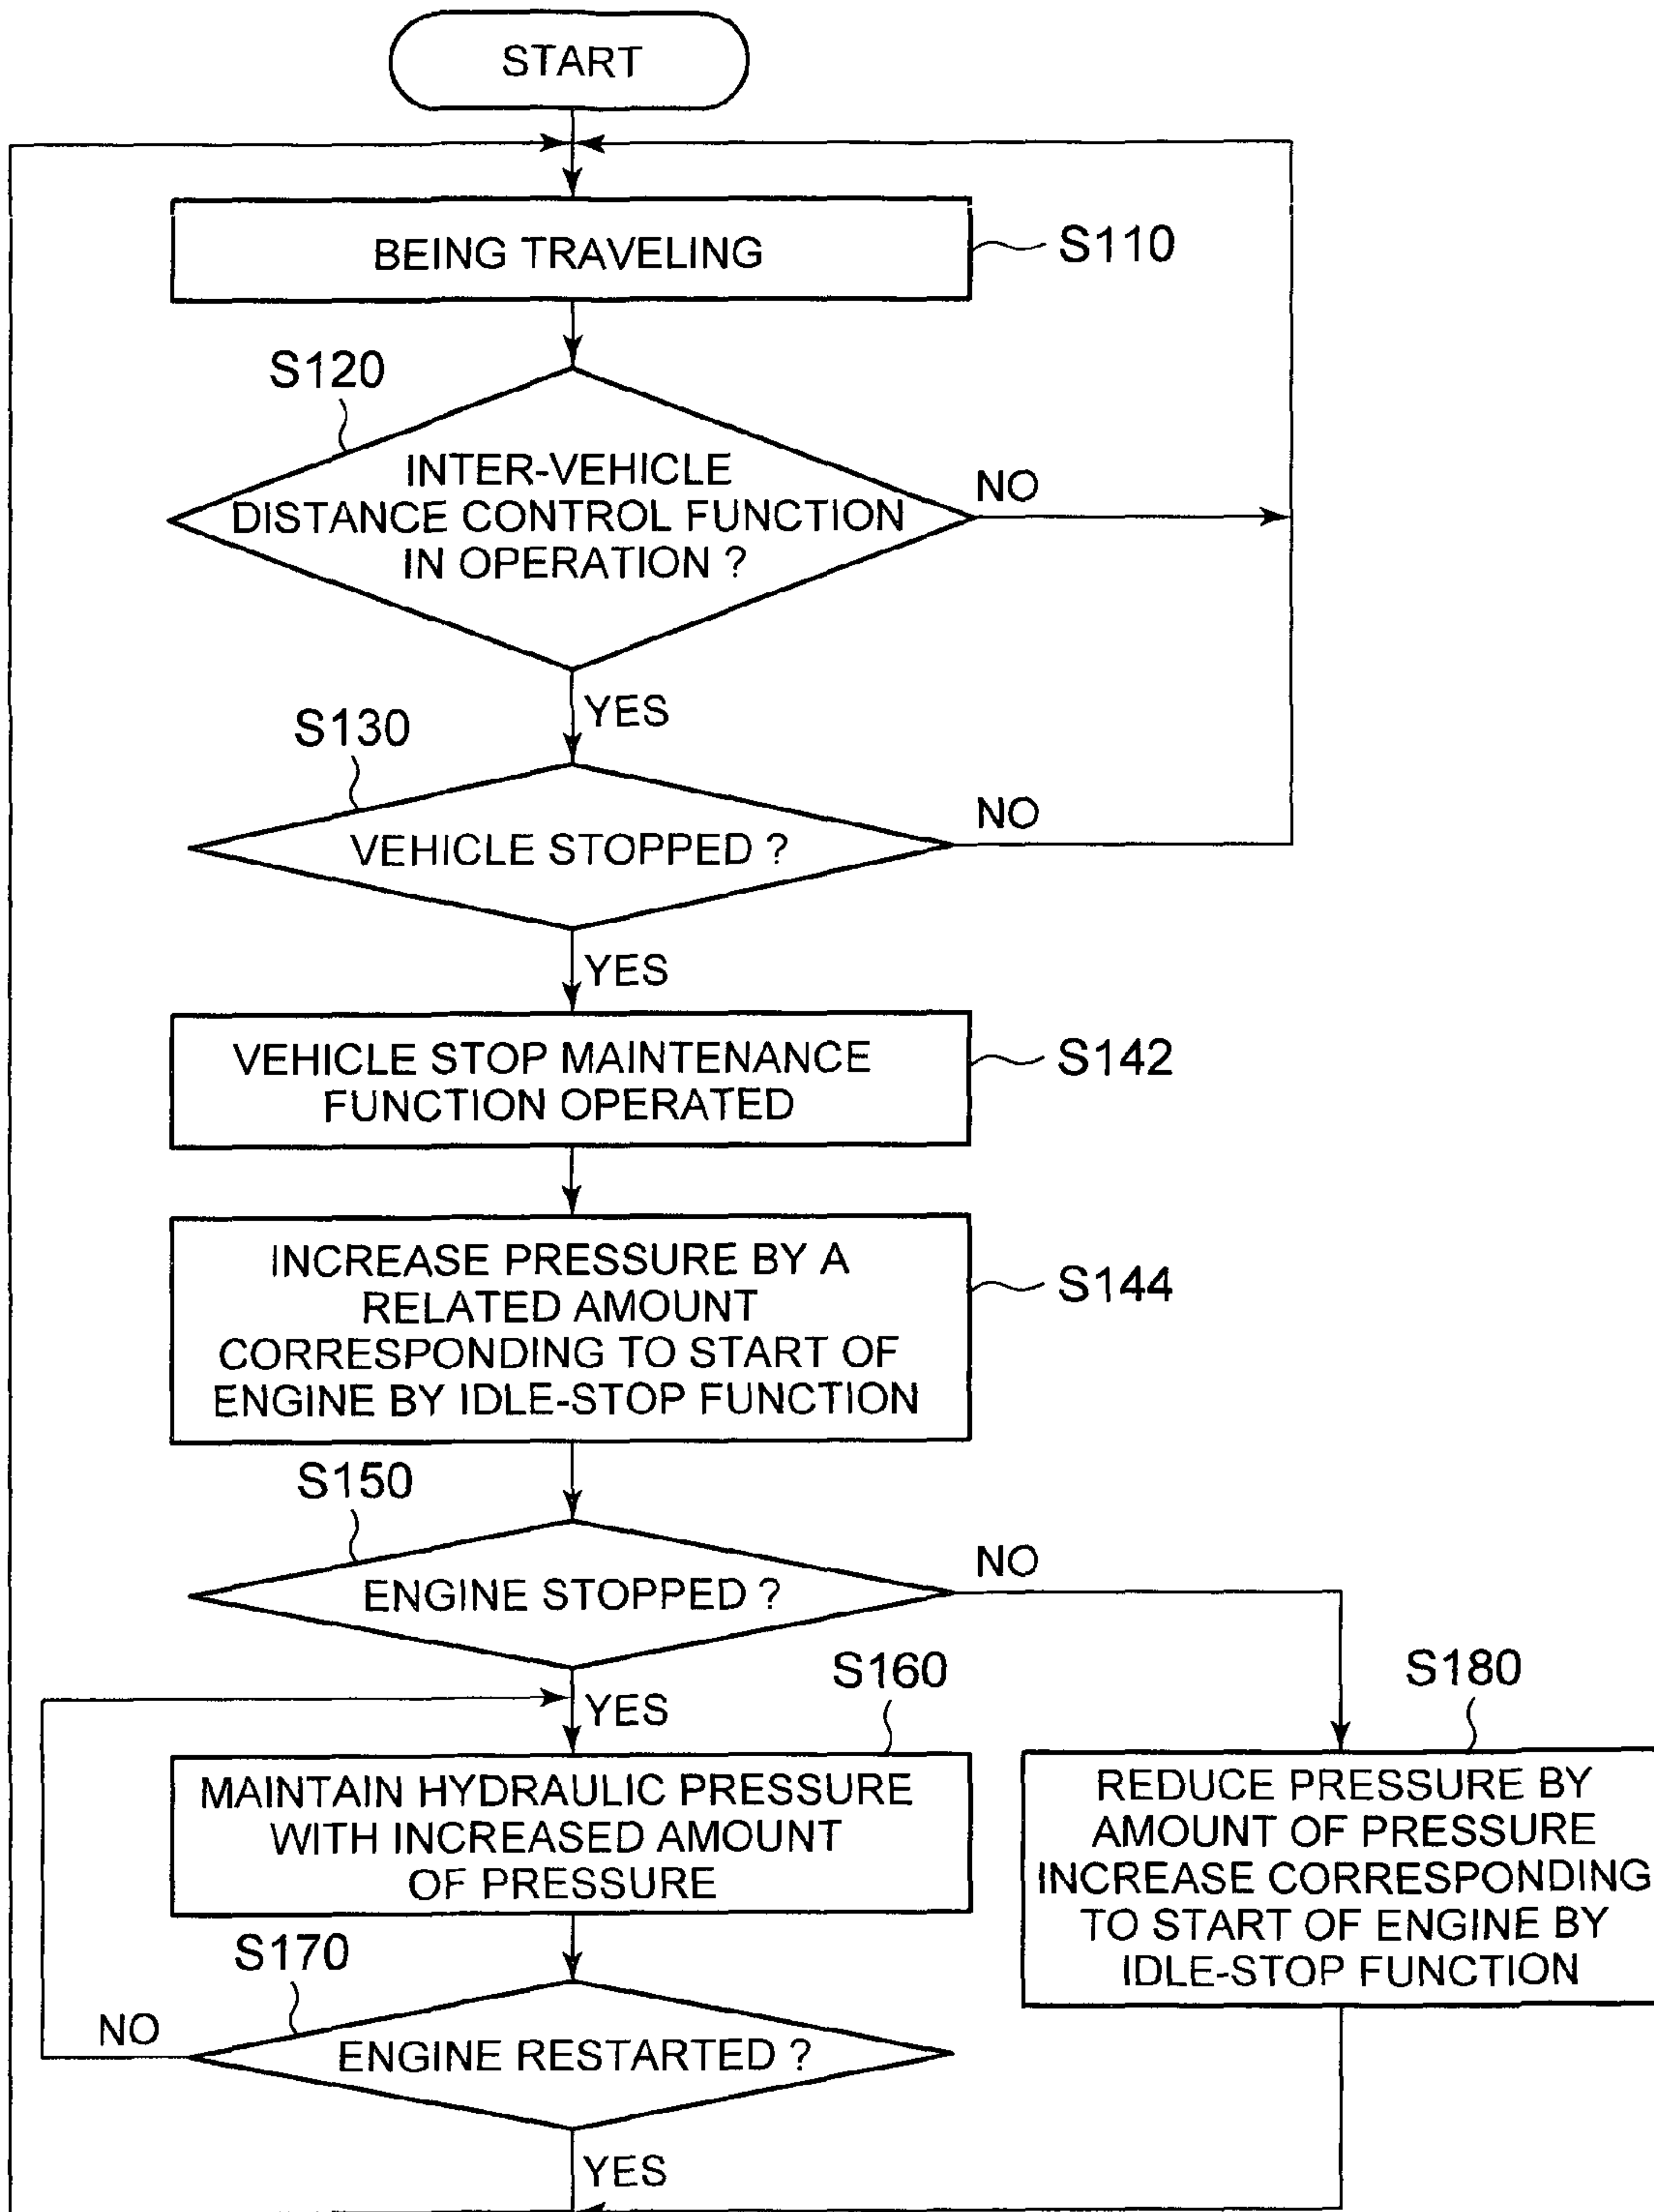 START
BEING TRAVELING
S110
S120
INTER-VEHICLE
DISTANCE CONTROL FUNCTION
IN OPERATION ?
NO
YES
S130
VEHICLE STOPPED ?
NO
YES
VEHICLE STOP MAINTENANCE
FUNCTION OPERATED
S142
INCREASE PRESSURE BY A
RELATED AMOUNT
CORRESPONDING TO START OF
ENGINE BY IDLE-STOP FUNCTION
S144
S150
ENGINE STOPPED ?
NO
YES
S160
MAINTAIN HYDRAULIC PRESSURE
WITH INCREASED AMOUNT
OF PRESSURE
S180
REDUCE PRESSURE BY
AMOUNT OF PRESSURE
INCREASE CORRESPONDING
TO START OF ENGINE BY
IDLE-STOP FUNCTION
S170
NO
ENGINE RESTARTED ?
YES